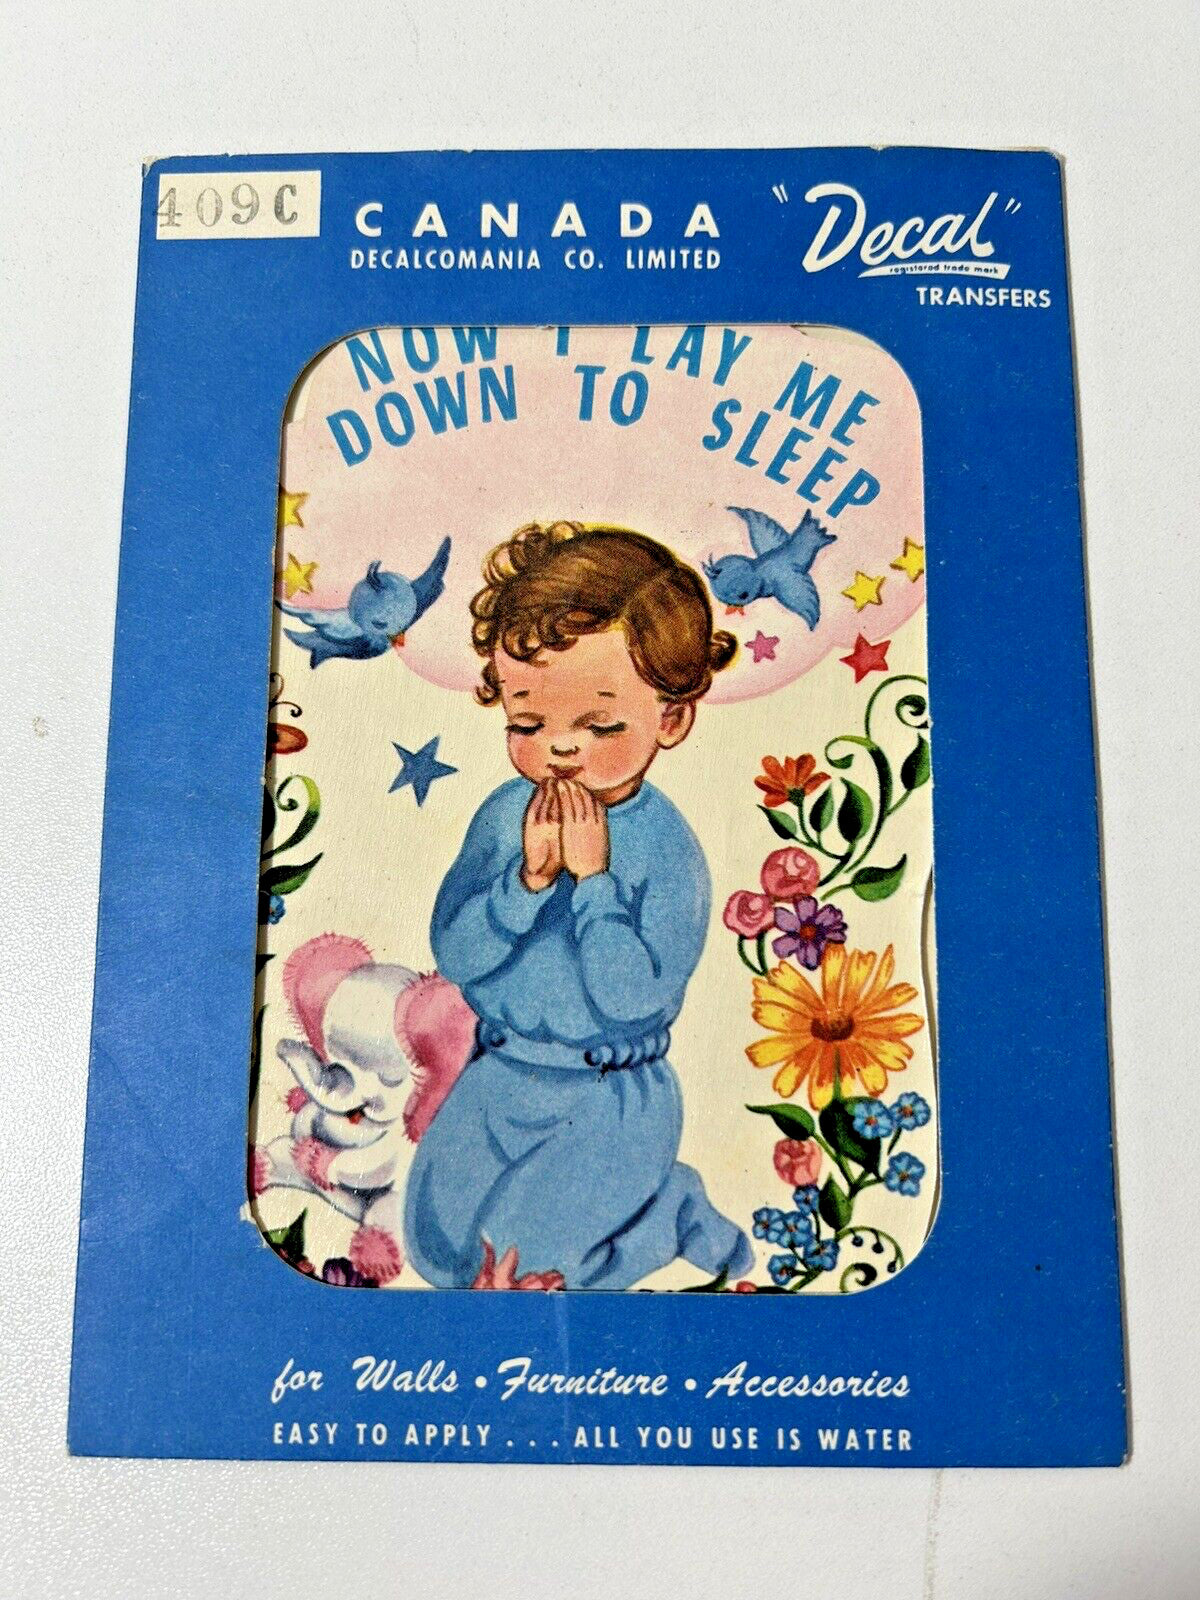 409C
CANADA
DECALCOMANIA CO. LIMITED
"Decal"
registered trade mark
TRANSFERS
NOW I LAY ME
DOWN TO SLEEP
for Walls • Furniture • Accessories
EASY TO APPLY . . . ALL YOU USE IS WATER